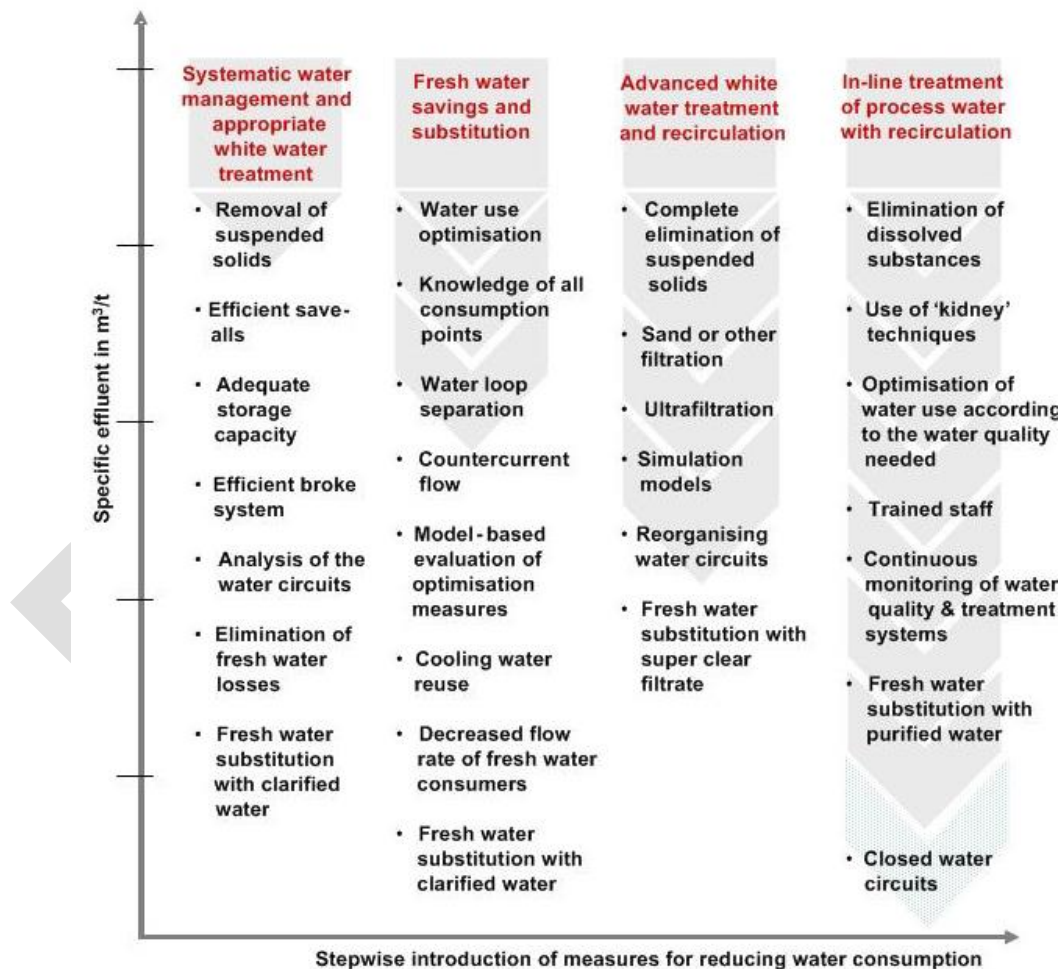 Specific effluent in m³/t
Systematic water
management and
appropriate
white water
treatment
• Removal of
suspended
solids
• Efficient save-
alls
• Adequate
storage
capacity
• Efficient broke
system
• Analysis of the
water circuits
• Elimination of
fresh water
losses
• Fresh water
substitution
with clarified
water
Fresh water
savings and
substitution
• Water use
optimisation
• Knowledge of all
consumption
points
• Water loop
separation
• Countercurrent
flow
• Model-based
evaluation of
optimisation
measures
• Cooling water
reuse
• Decreased flow
rate of fresh water
consumers
• Fresh water
substitution with
clarified water
Advanced white
water treatment
and recirculation
• Complete
elimination of
suspended
solids
• Sand or other
filtration
• Ultrafiltration
• Simulation
models
• Reorganising
water circuits
• Fresh water
substitution with
super clear
filtrate
In-line treatment
of process water
with recirculation
• Elimination of
dissolved
substances
• Use of ‘kidney’
techniques
• Optimisation of
water use according
to the water quality
needed
• Trained staff
• Continuous
monitoring of water
quality & treatment
systems
• Fresh water
substitution with
purified water
• Closed water
circuits
Stepwise introduction of measures for reducing water consumption